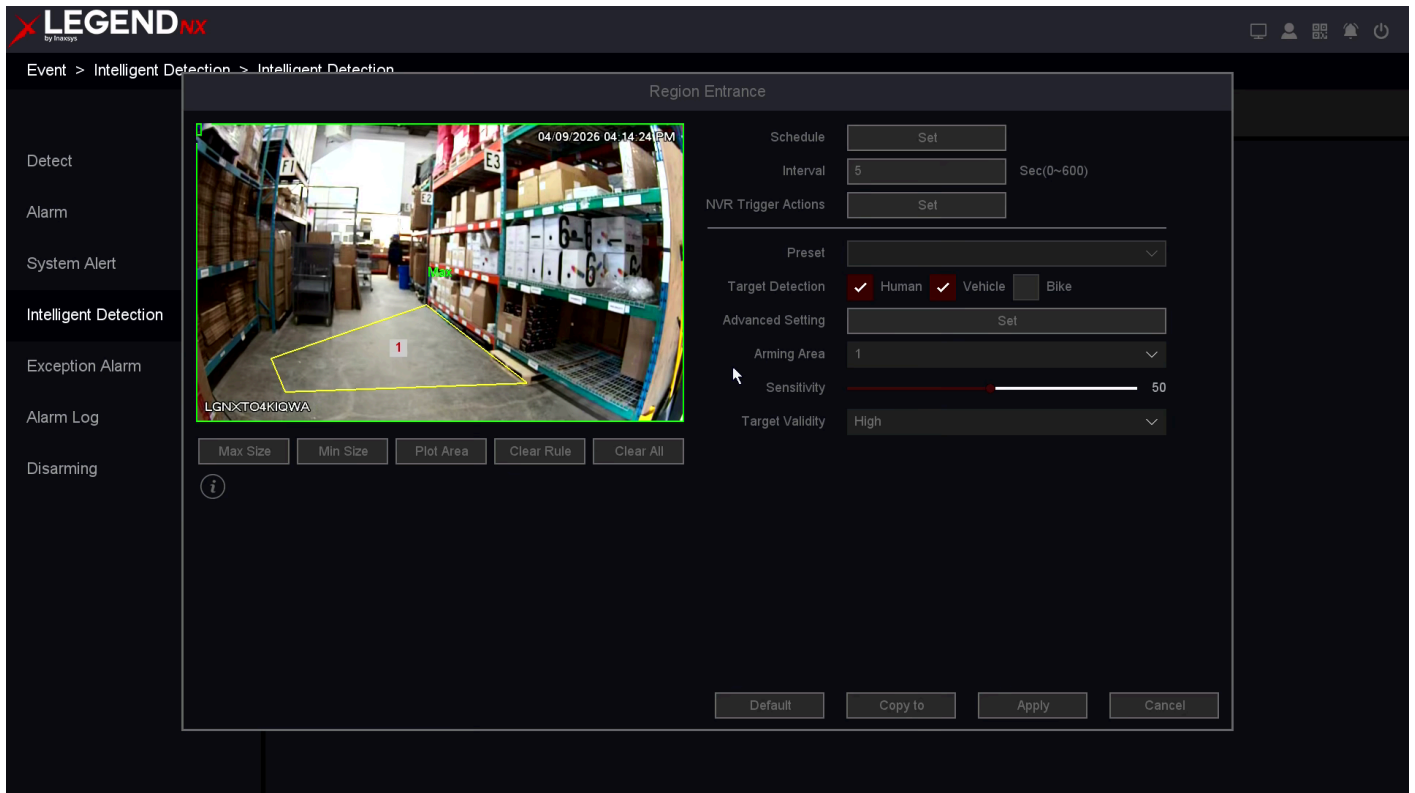 LEGEND NX
by Inaxsys
Event > Intelligent Detection > Intelligent Detection
Region Entrance
Detect
Alarm
System Alert
Intelligent Detection
Exception Alarm
Alarm Log
Disarming
04/09/2026 04:14:24 PM
F1
E3
E2
Max
1
LGNXTO4KIQWA
Max Size
Min Size
Plot Area
Clear Rule
Clear All
i
Schedule Set
Interval 5 Sec(0~600)
NVR Trigger Actions Set
Preset
Target Detection Human Vehicle Bike
Advanced Setting Set
Arming Area 1
Sensitivity 50
Target Validity High
Default
Copy to
Apply
Cancel